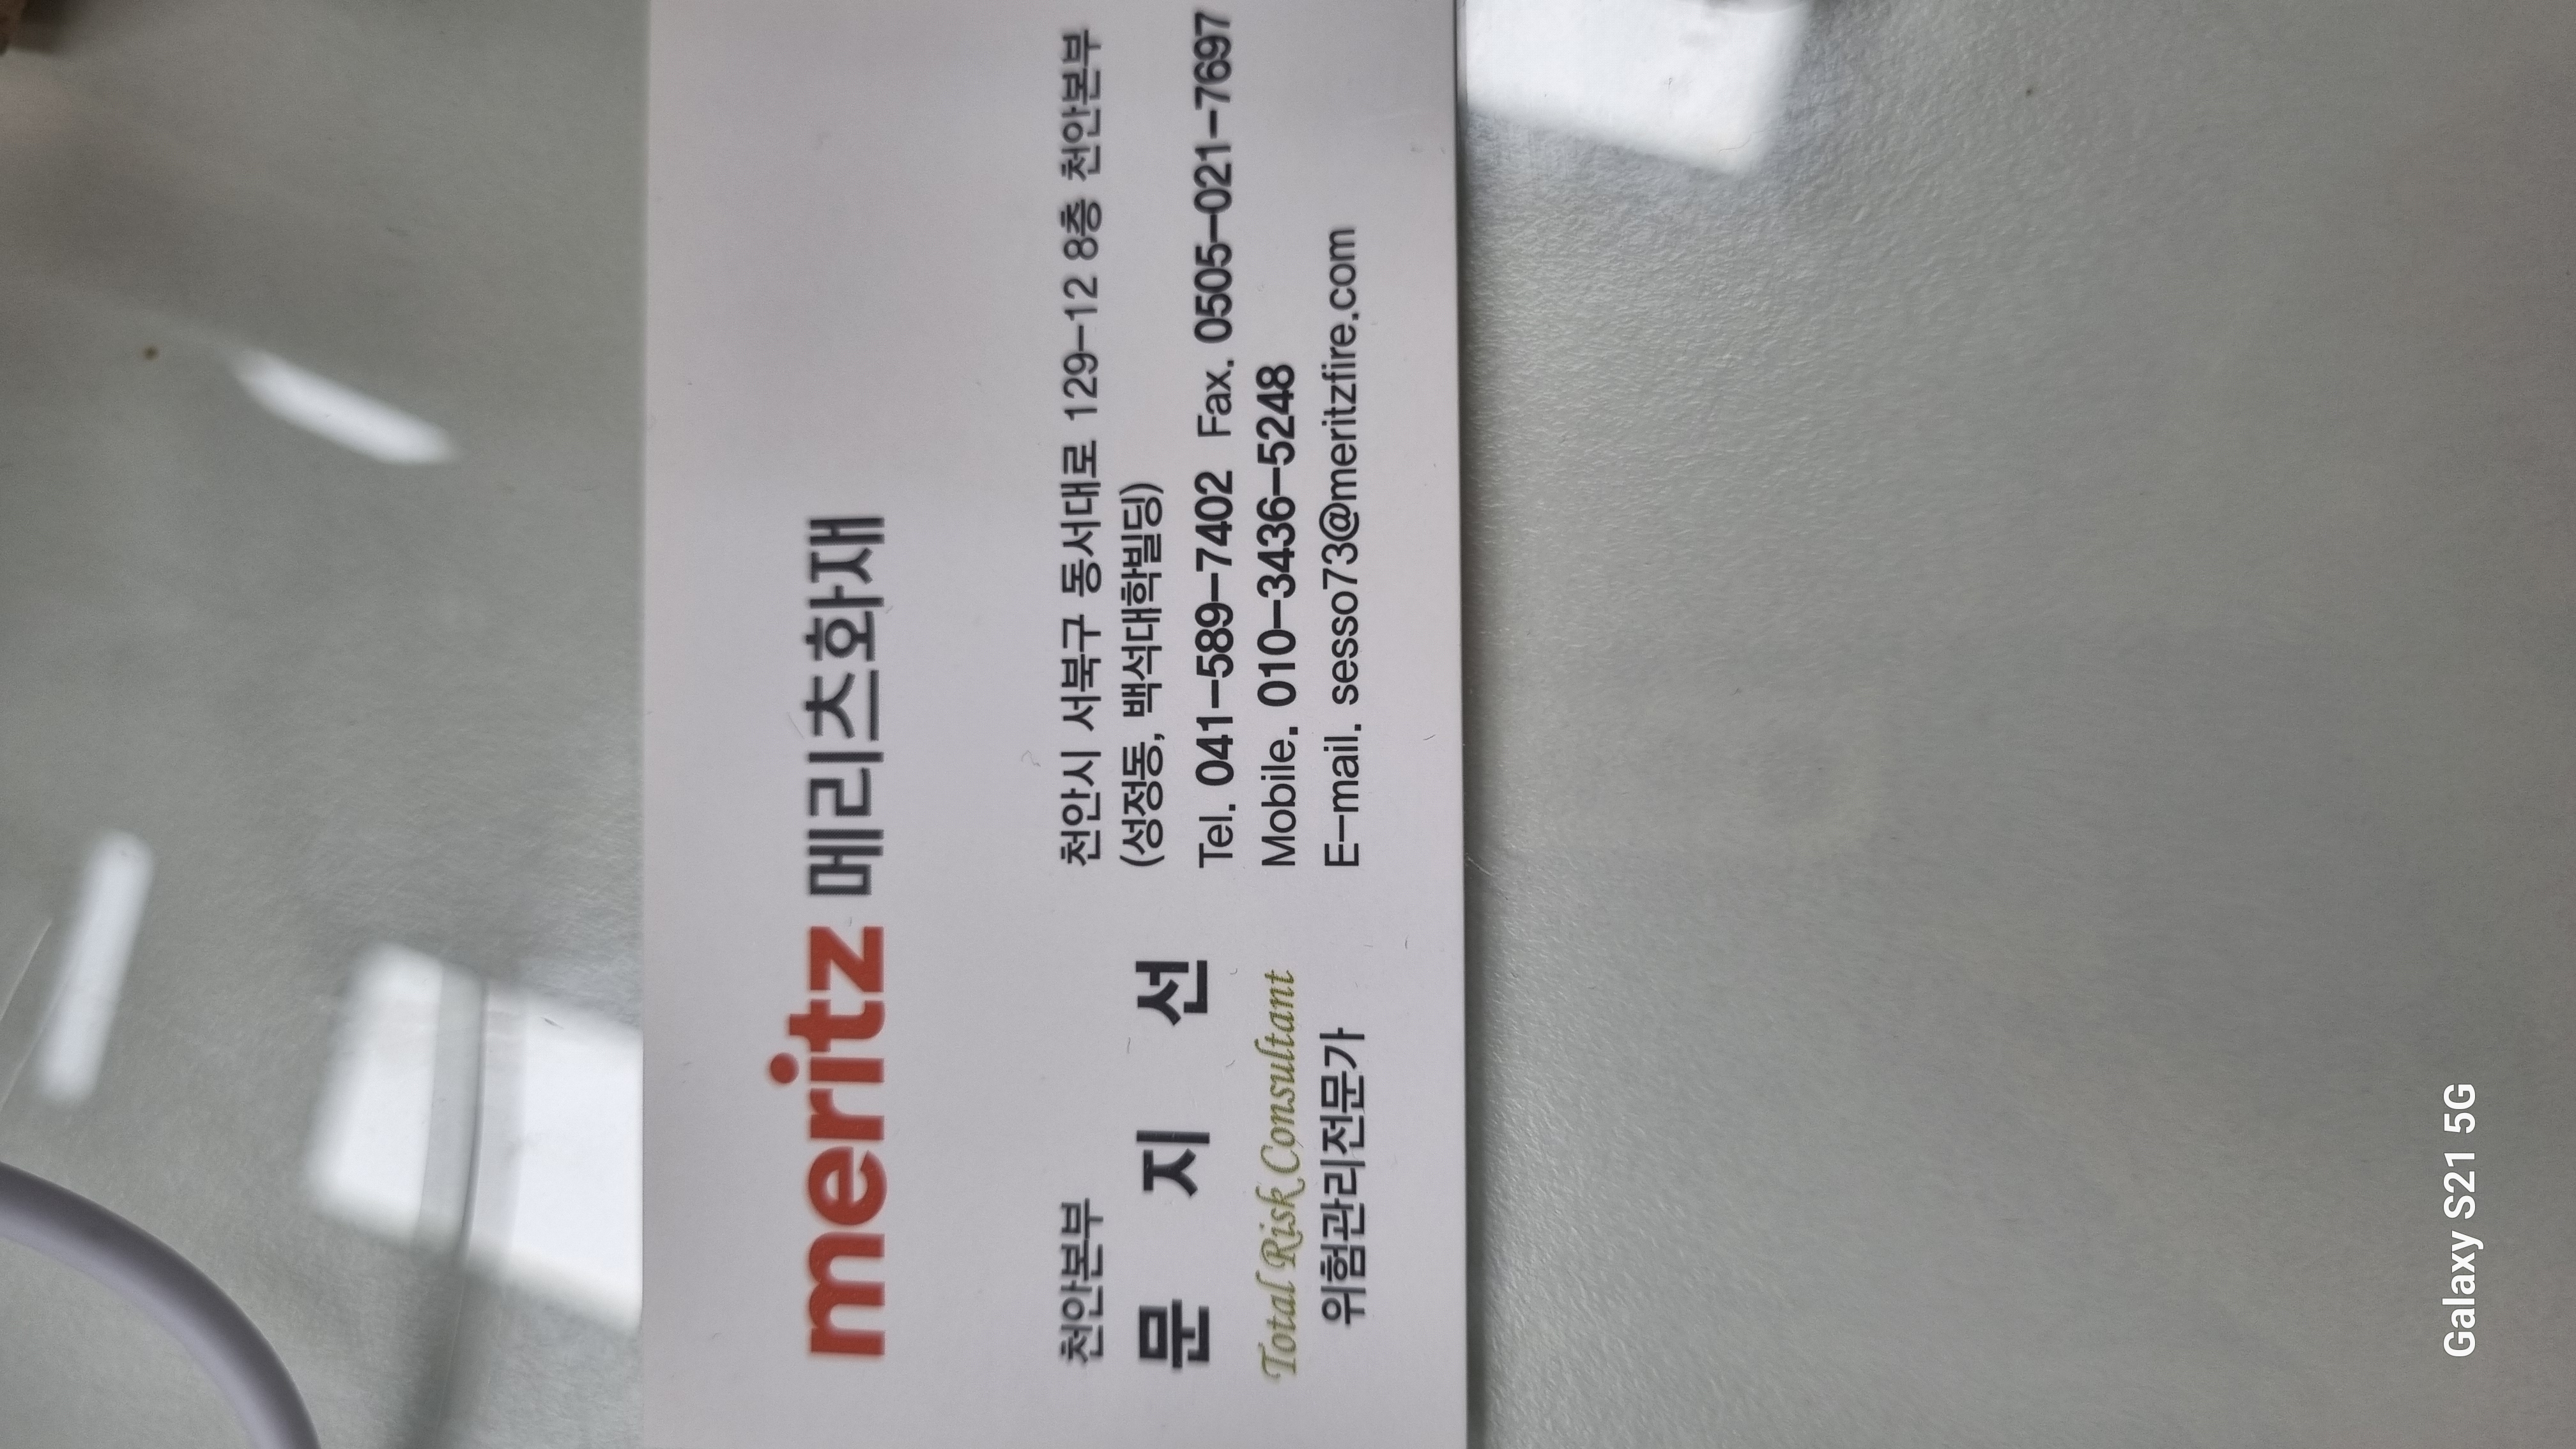 meritz 메리츠화재
천안본부
문 지 선
Total Risk Consultant
위험관리전문가
천안시 서북구 동서대로 129-12 8층 천안본부
(성정동, 백석대학빌딩)
Tel. 041-589-7402 Fax. 0505-021-7697
Mobile. 010-3436-5248
E-mail. sesso73@meritzfire.com
Galaxy S21 5G